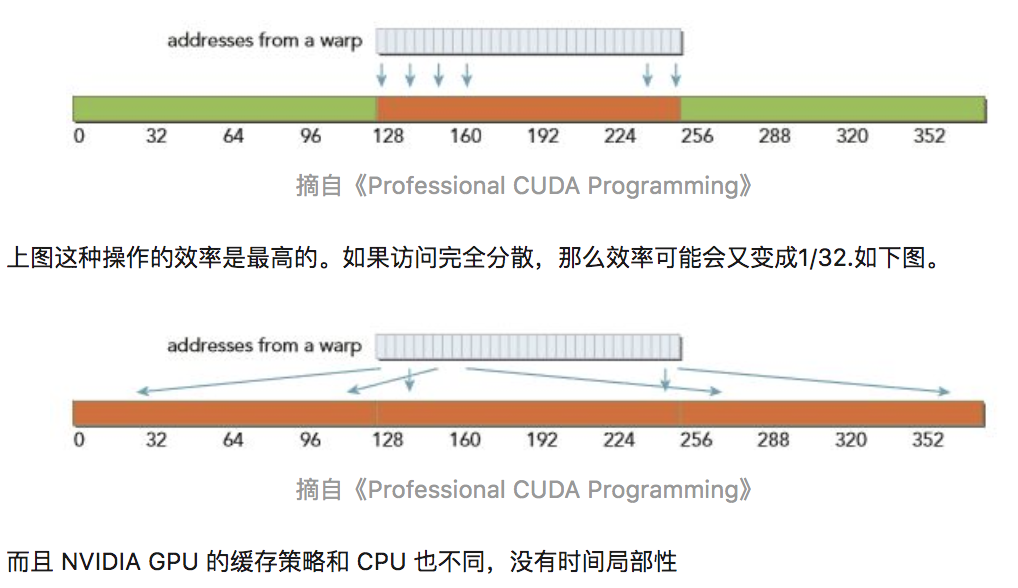 addresses from a warp
0 32 64 96 128 160 192 224 256 288 320 352
摘自《Professional CUDA Programming》
上图这种操作的效率是最高的。如果访问完全分散，那么效率可能会又变成1/32.如下图。
addresses from a warp
0 32 64 96 128 160 192 224 256 288 320 352
摘自《Professional CUDA Programming》
而且 NVIDIA GPU 的缓存策略和 CPU 也不同，没有时间局部性